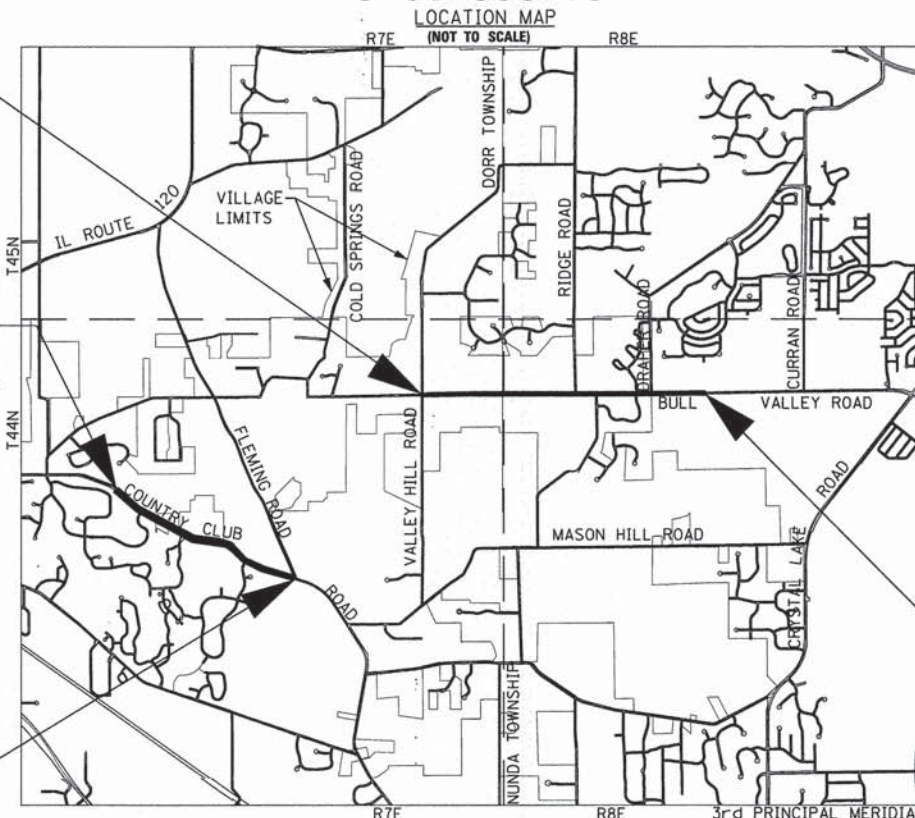 LOCATION MAP
(NOT TO SCALE)
R7E
R8E
DORR TOWNSHIP
COLD SPRINGS ROAD
VILLAGE
LIMITS
IL ROUTE 120
T45N
RIDGE ROAD
DRAPER ROAD
CURRAN ROAD
BULL VALLEY ROAD
T44N
FLEMING ROAD
VALLEY HILL ROAD
COUNTRY CLUB ROAD
MASON HILL ROAD
CRYSTAL LAKE ROAD
NUNDA TOWNSHIP
R7E
R8E
3rd PRINCIPAL MERIDIA